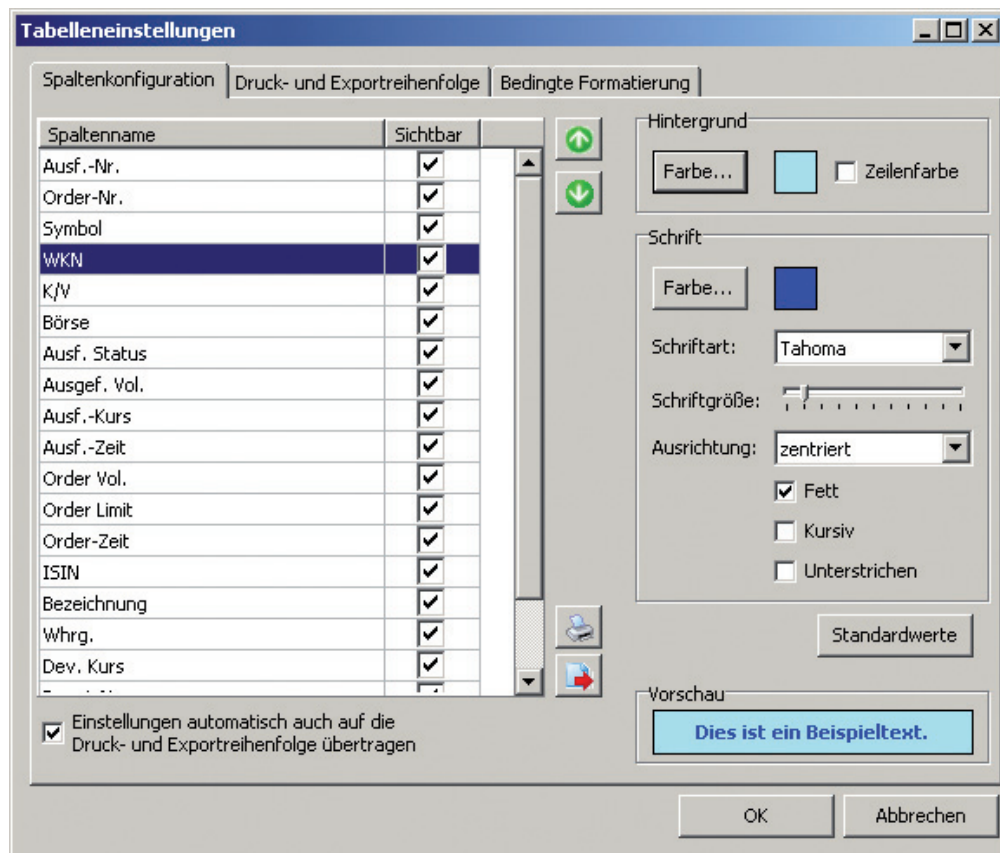 Tabelleneinstellungen
Spaltenkonfiguration
Druck- und Exportreihenfolge
Bedingte Formatierung
Spaltenname
Sichtbar
Ausf.-Nr.
Order-Nr.
Symbol
WKN
K/V
Börse
Ausf. Status
Ausgef. Vol.
Ausf.-Kurs
Ausf.-Zeit
Order Vol.
Order Limit
Order-Zeit
ISIN
Bezeichnung
Whrg.
Dev. Kurs
Einstellungen automatisch auch auf die
Druck- und Exportreihenfolge übertragen
Hintergrund
Farbe...
Zeilenfarbe
Schrift
Farbe...
Schriftart:
Tahoma
Schriftgröße:
Ausrichtung:
zentriert
Fett
Kursiv
Unterstrichen
Standardwerte
Vorschau
Dies ist ein Beispieltext.
OK
Abbrechen